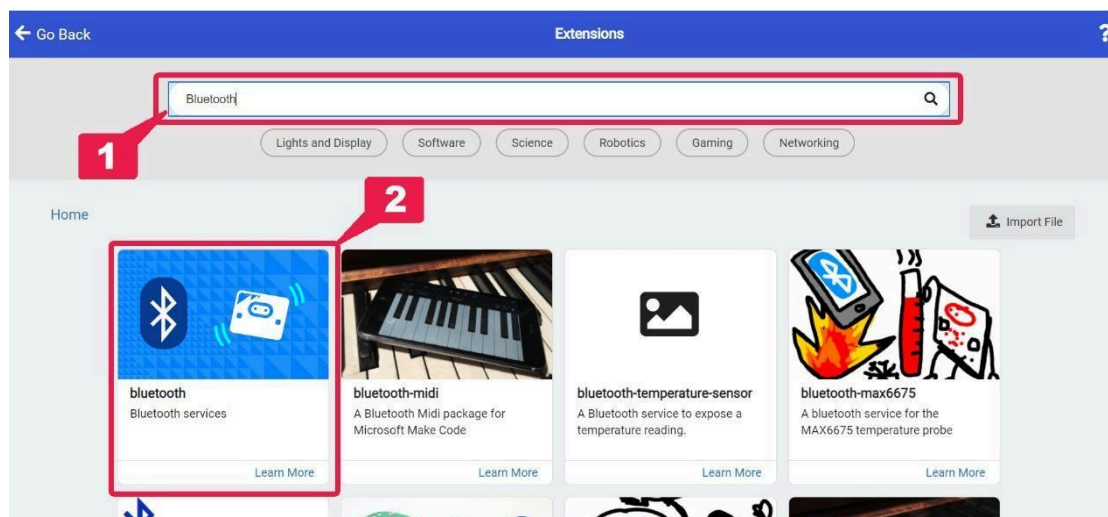 Go Back
Extensions
?
Bluetooth
1
Lights and Display
Software
Science
Robotics
Gaming
Networking
2
Home
Import File
bluetooth
Bluetooth services
Learn More
bluetooth-midi
A Bluetooth Midi package for
Microsoft Make Code
Learn More
bluetooth-temperature-sensor
A Bluetooth service to expose a
temperature reading.
Learn More
bluetooth-max6675
A bluetooth service for the
MAX6675 temperature probe
Learn More